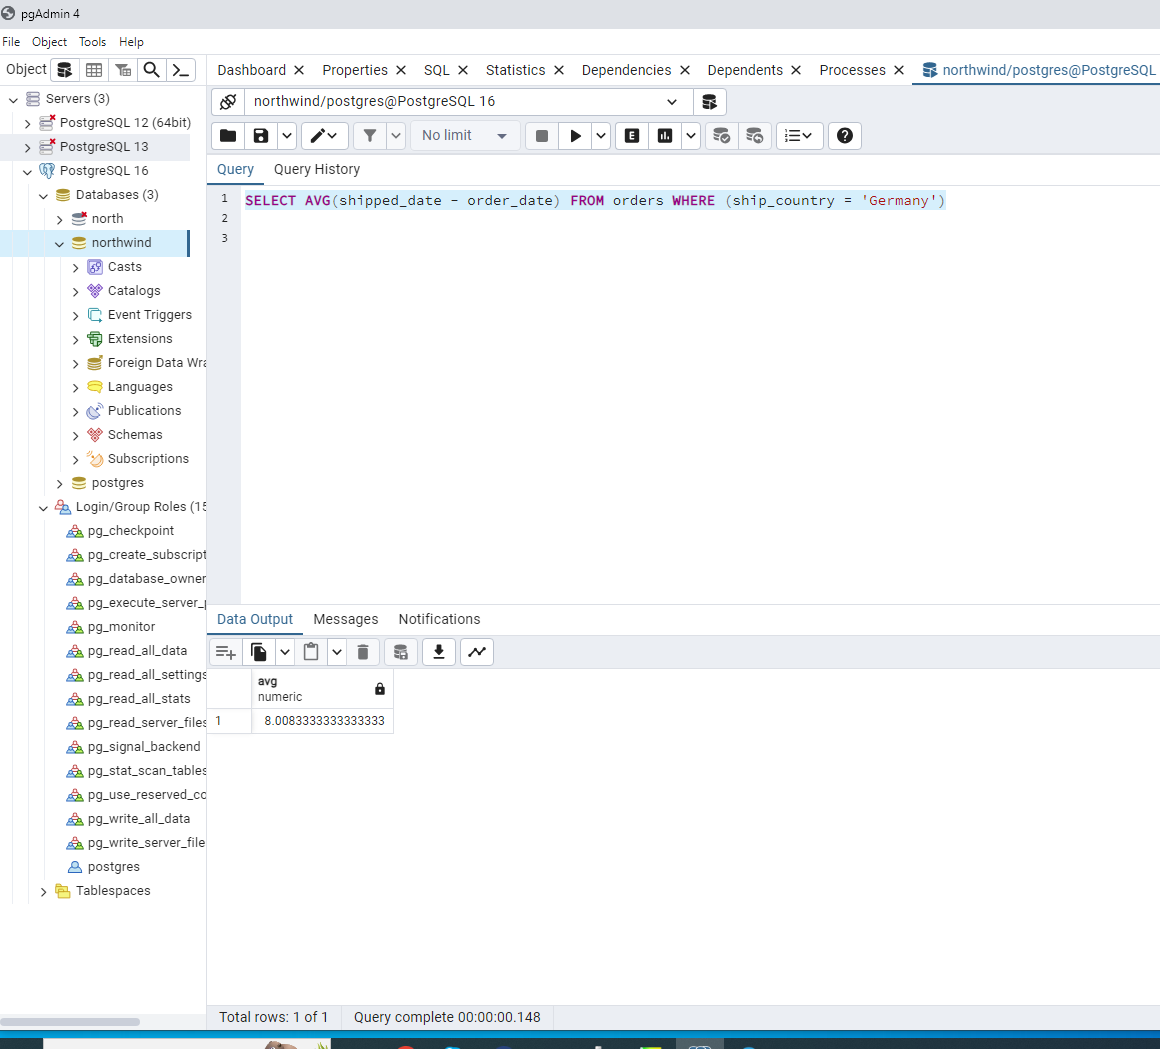 pgAdmin 4
File Object Tools Help
Object
Dashboard Properties SQL Statistics Dependencies Dependents Processes northwind/postgres@PostgreSQL
northwind/postgres@PostgreSQL 16
No limit
E
Query Query History
1 SELECT AVG(shipped_date - order_date) FROM orders WHERE (ship_country = 'Germany')
2
3
Servers (3)
PostgreSQL 12 (64bit)
PostgreSQL 13
PostgreSQL 16
Databases (3)
north
northwind
Casts
Catalogs
Event Triggers
Extensions
Foreign Data Wra
Languages
Publications
Schemas
Subscriptions
postgres
Login/Group Roles (15
pg_checkpoint
pg_create_subscript
pg_database_owner
pg_execute_server_p
pg_monitor
pg_read_all_data
pg_read_all_settings
pg_read_all_stats
pg_read_server_files
pg_signal_backend
pg_stat_scan_tables
pg_use_reserved_co
pg_write_all_data
pg_write_server_file
postgres
Tablespaces
Data Output Messages Notifications
avg
numeric
1 8.0083333333333333
Total rows: 1 of 1 Query complete 00:00:00.148